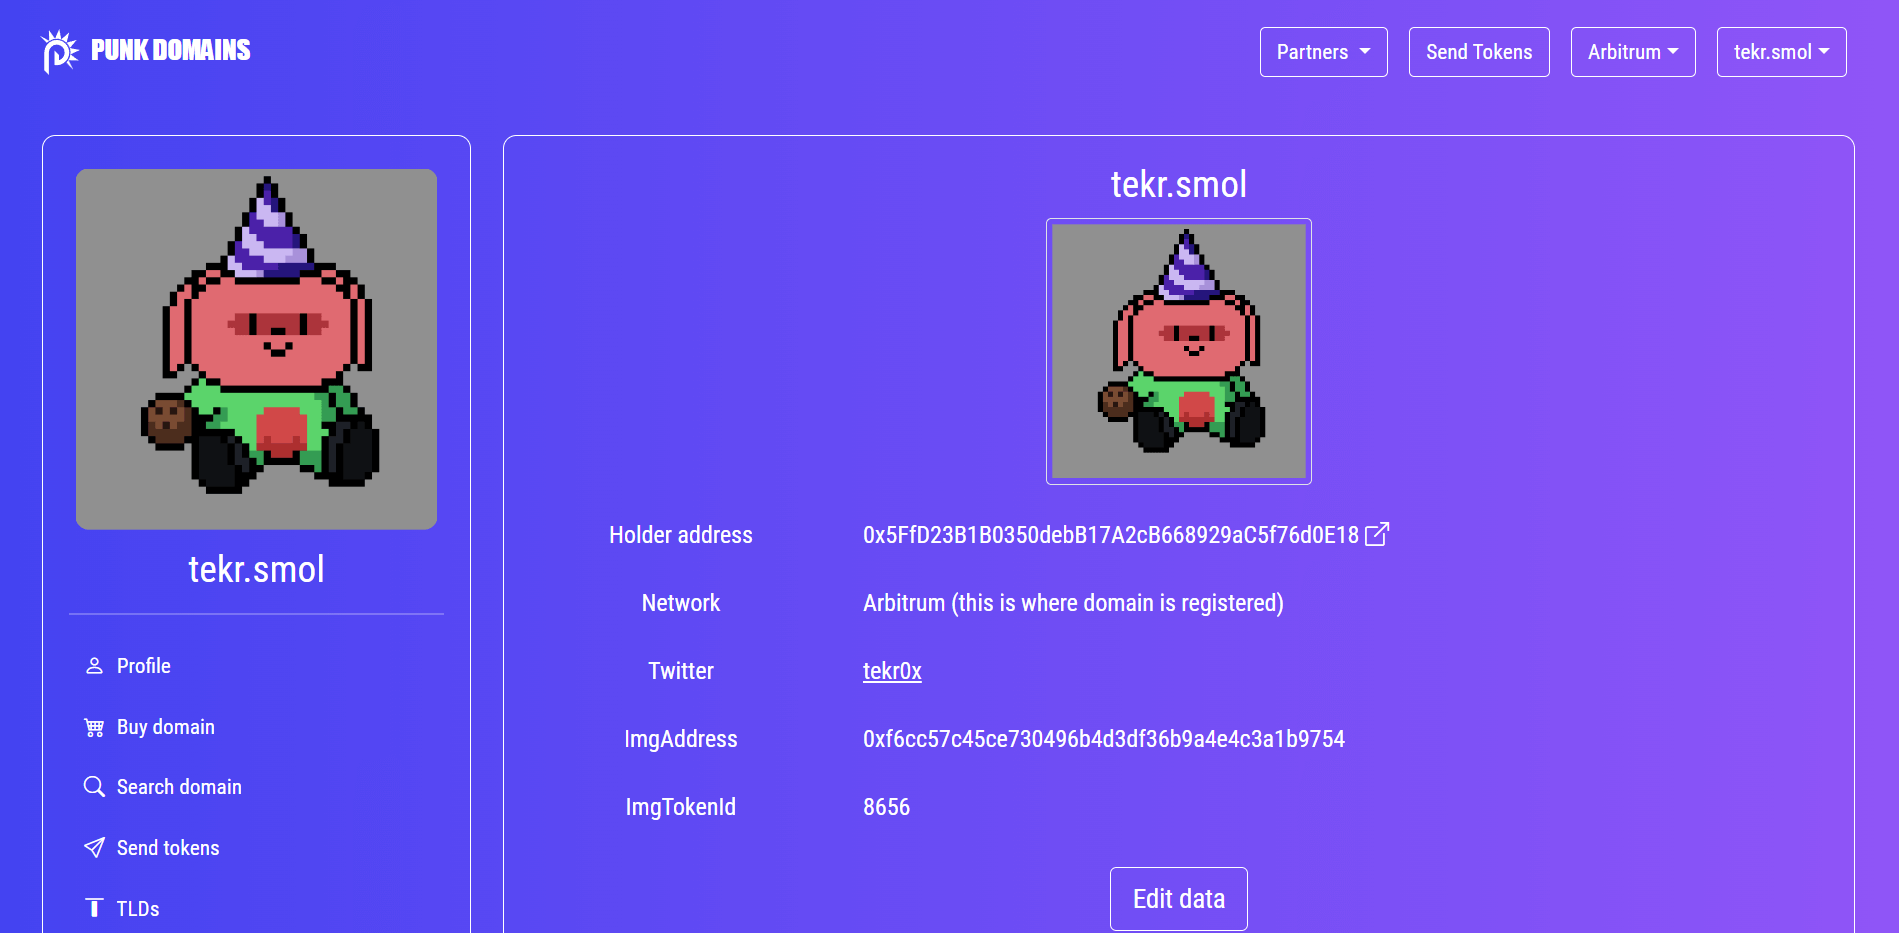 PUNK DOMAINS
Partners
Send Tokens
Arbitrum
tekr.smol
tekr.smol
Profile
Buy domain
Search domain
Send tokens
TLDs
tekr.smol
Holder address 0x5FfD23B1B0350debB17A2cB668929aC5f76d0E18
Network Arbitrum (this is where domain is registered)
Twitter tekr0x
ImgAddress 0xf6cc57c45ce730496b4d3df36b9a4e4c3a1b9754
ImgTokenId 8656
Edit data